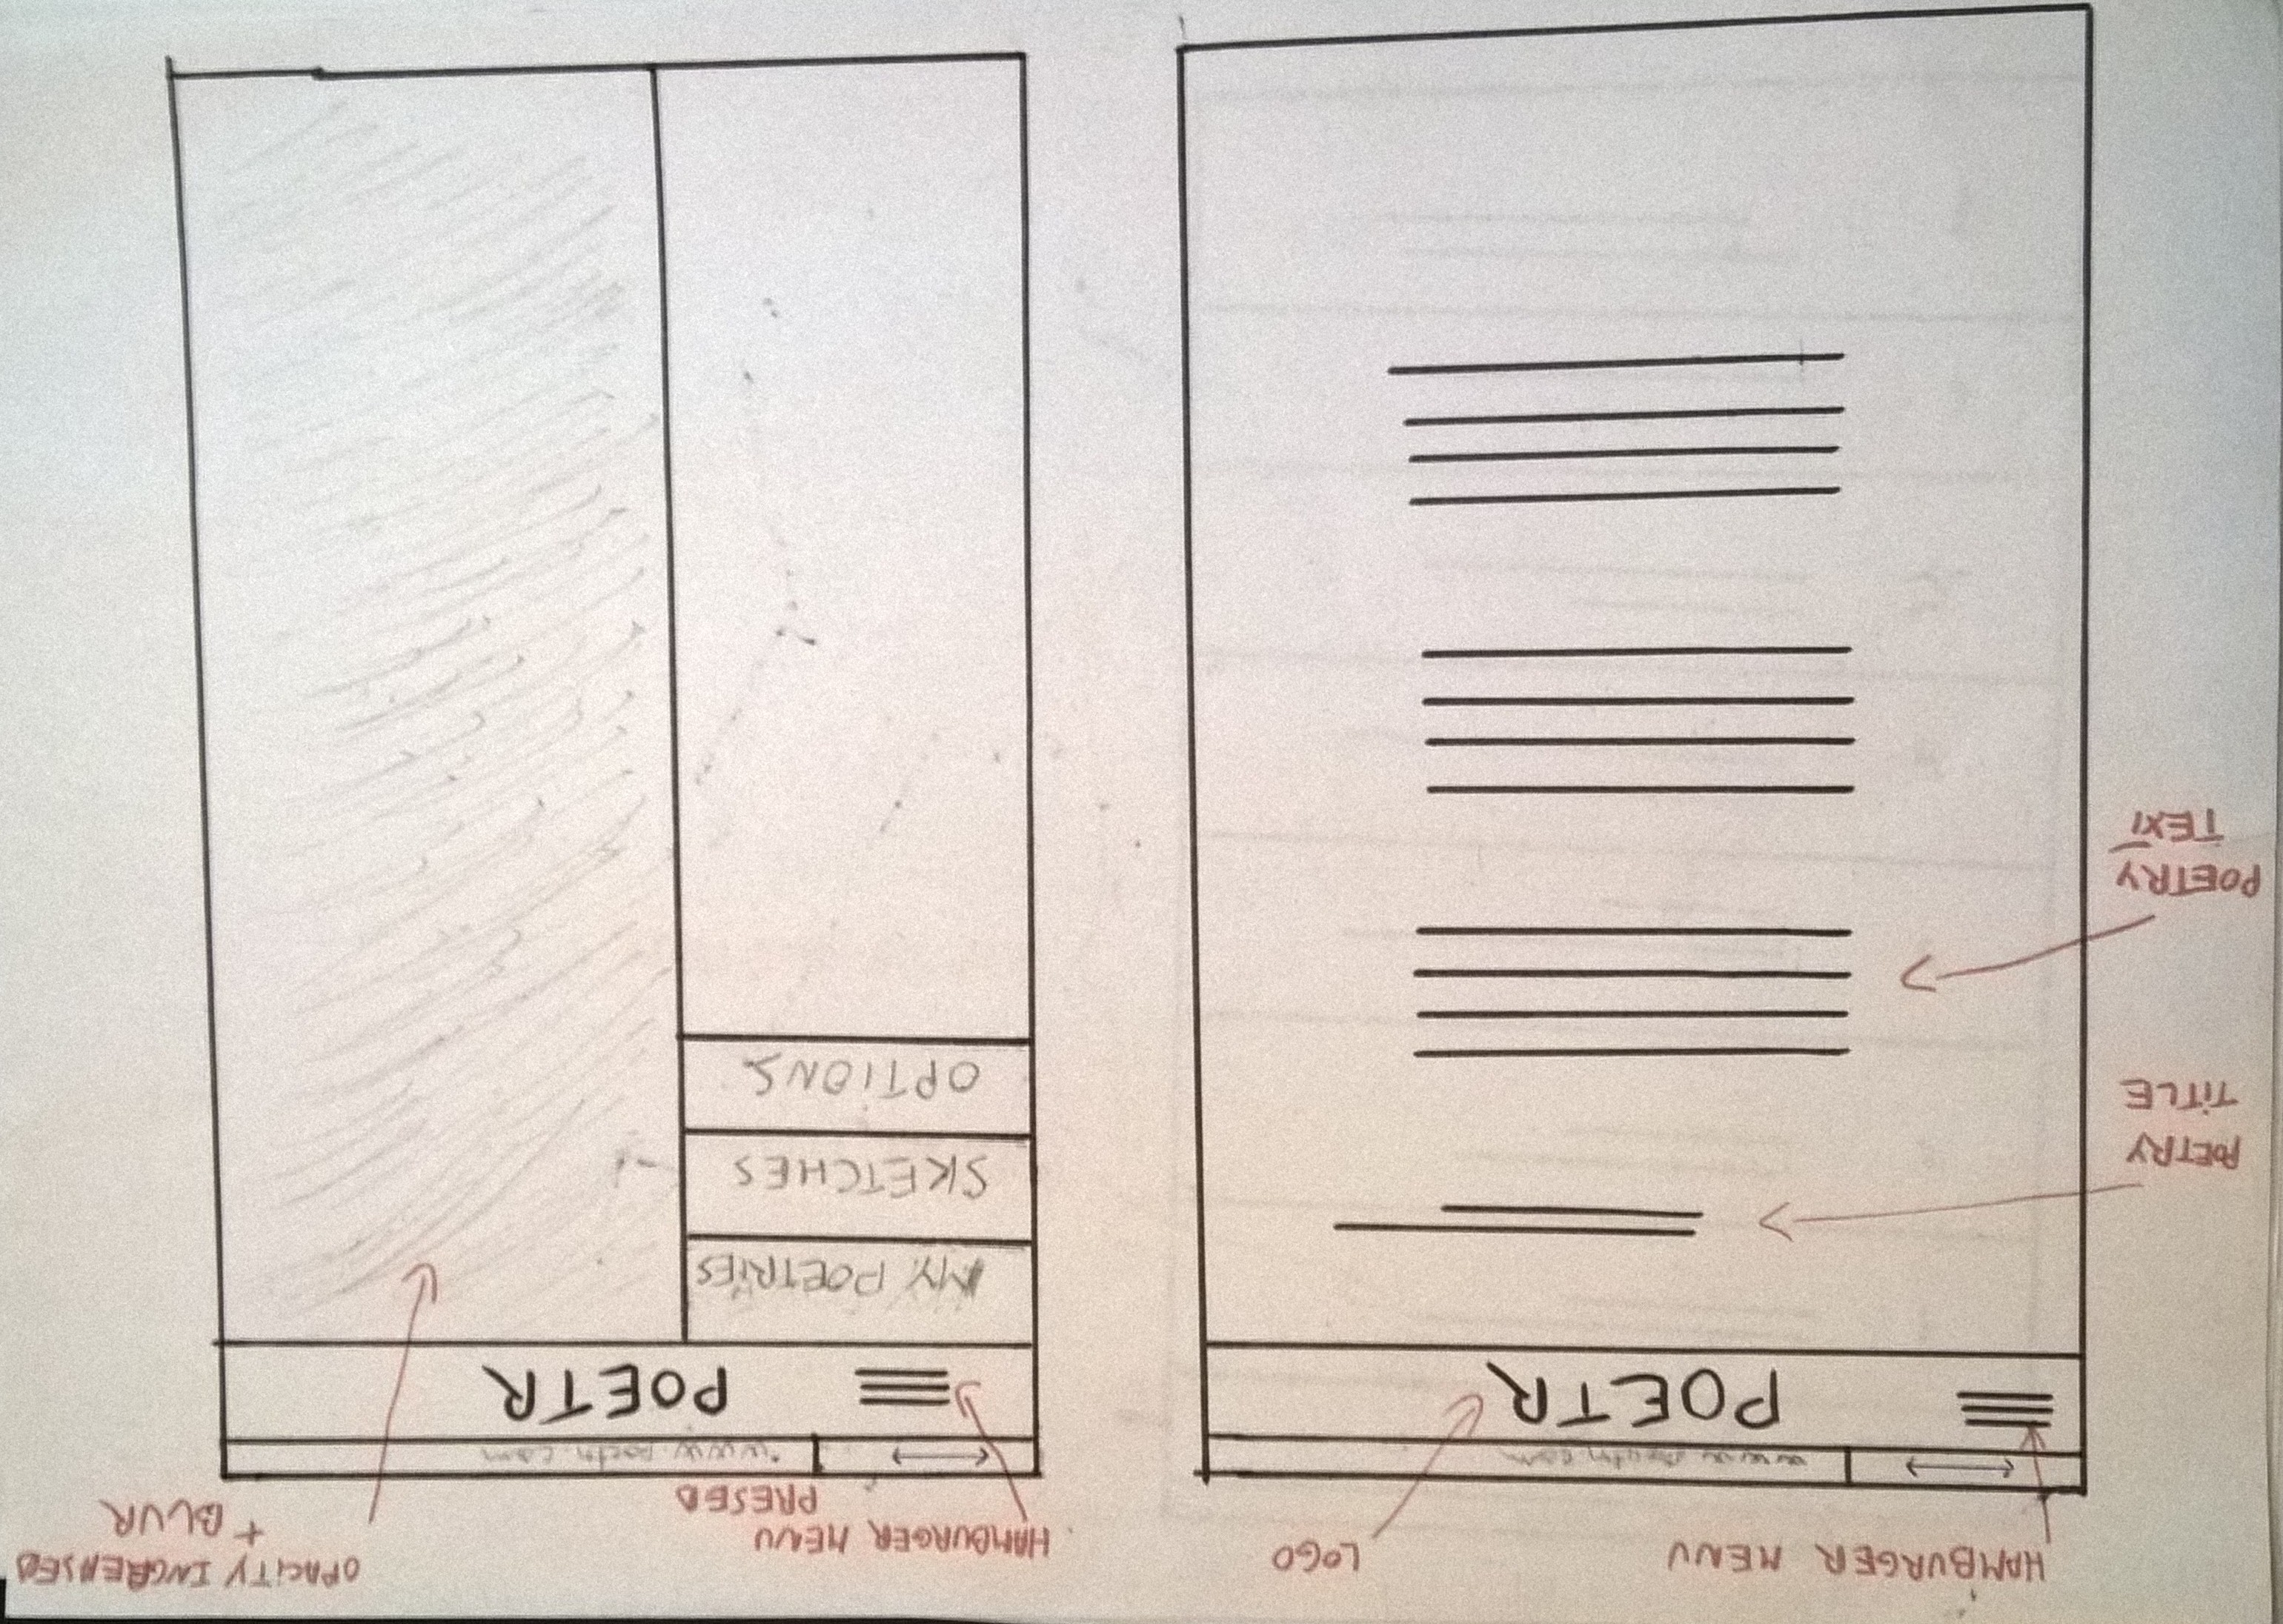 HAMBURGER MENU
LOGO
www.poetr.com
POETR
POETRY
TITLE
POETRY
TEXT
HAMBURGER MENU
PRESED
OPACITY INCREASED
+ BLUR
www.poetr.com
POETR
MY POETRIES
SKETCHES
OPTIONS